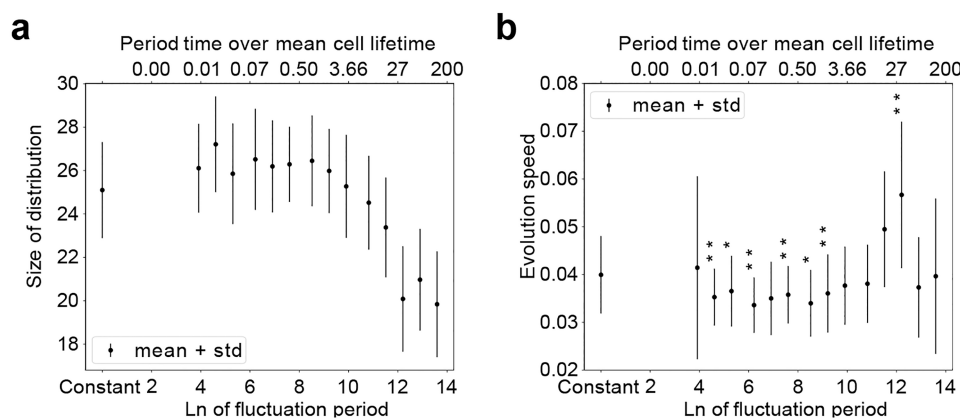 a
Period time over mean cell lifetime
0.00 0.01 0.07 0.50 3.66 27 200
30
28
26
24
22
20
18
Size of distribution
mean + std
Constant 2 4 6 8 10 12 14
Ln of fluctuation period
b
Period time over mean cell lifetime
0.00 0.01 0.07 0.50 3.66 27 200
0.08
0.07
0.06
0.05
0.04
0.03
0.02
Evolution speed
mean + std
** * ** ** * ** **
Constant 2 4 6 8 10 12 14
Ln of fluctuation period